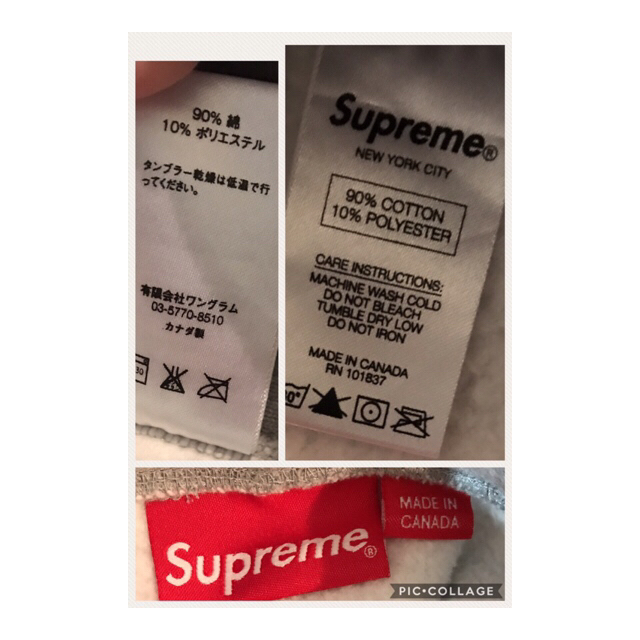 90% 綿
10% ポリエステル
タンブラー乾燥は低温で行
ってください。
有限会社ワングラム
03-5770-8510
カナダ製
30
Supreme®
NEW YORK CITY
90% COTTON
10% POLYESTER
CARE INSTRUCTIONS:
MACHINE WASH COLD
DO NOT BLEACH
TUMBLE DRY LOW
DO NOT IRON
MADE IN CANADA
RN 101837
30°
Supreme®
MADE IN
CANADA
PIC•COLLAGE